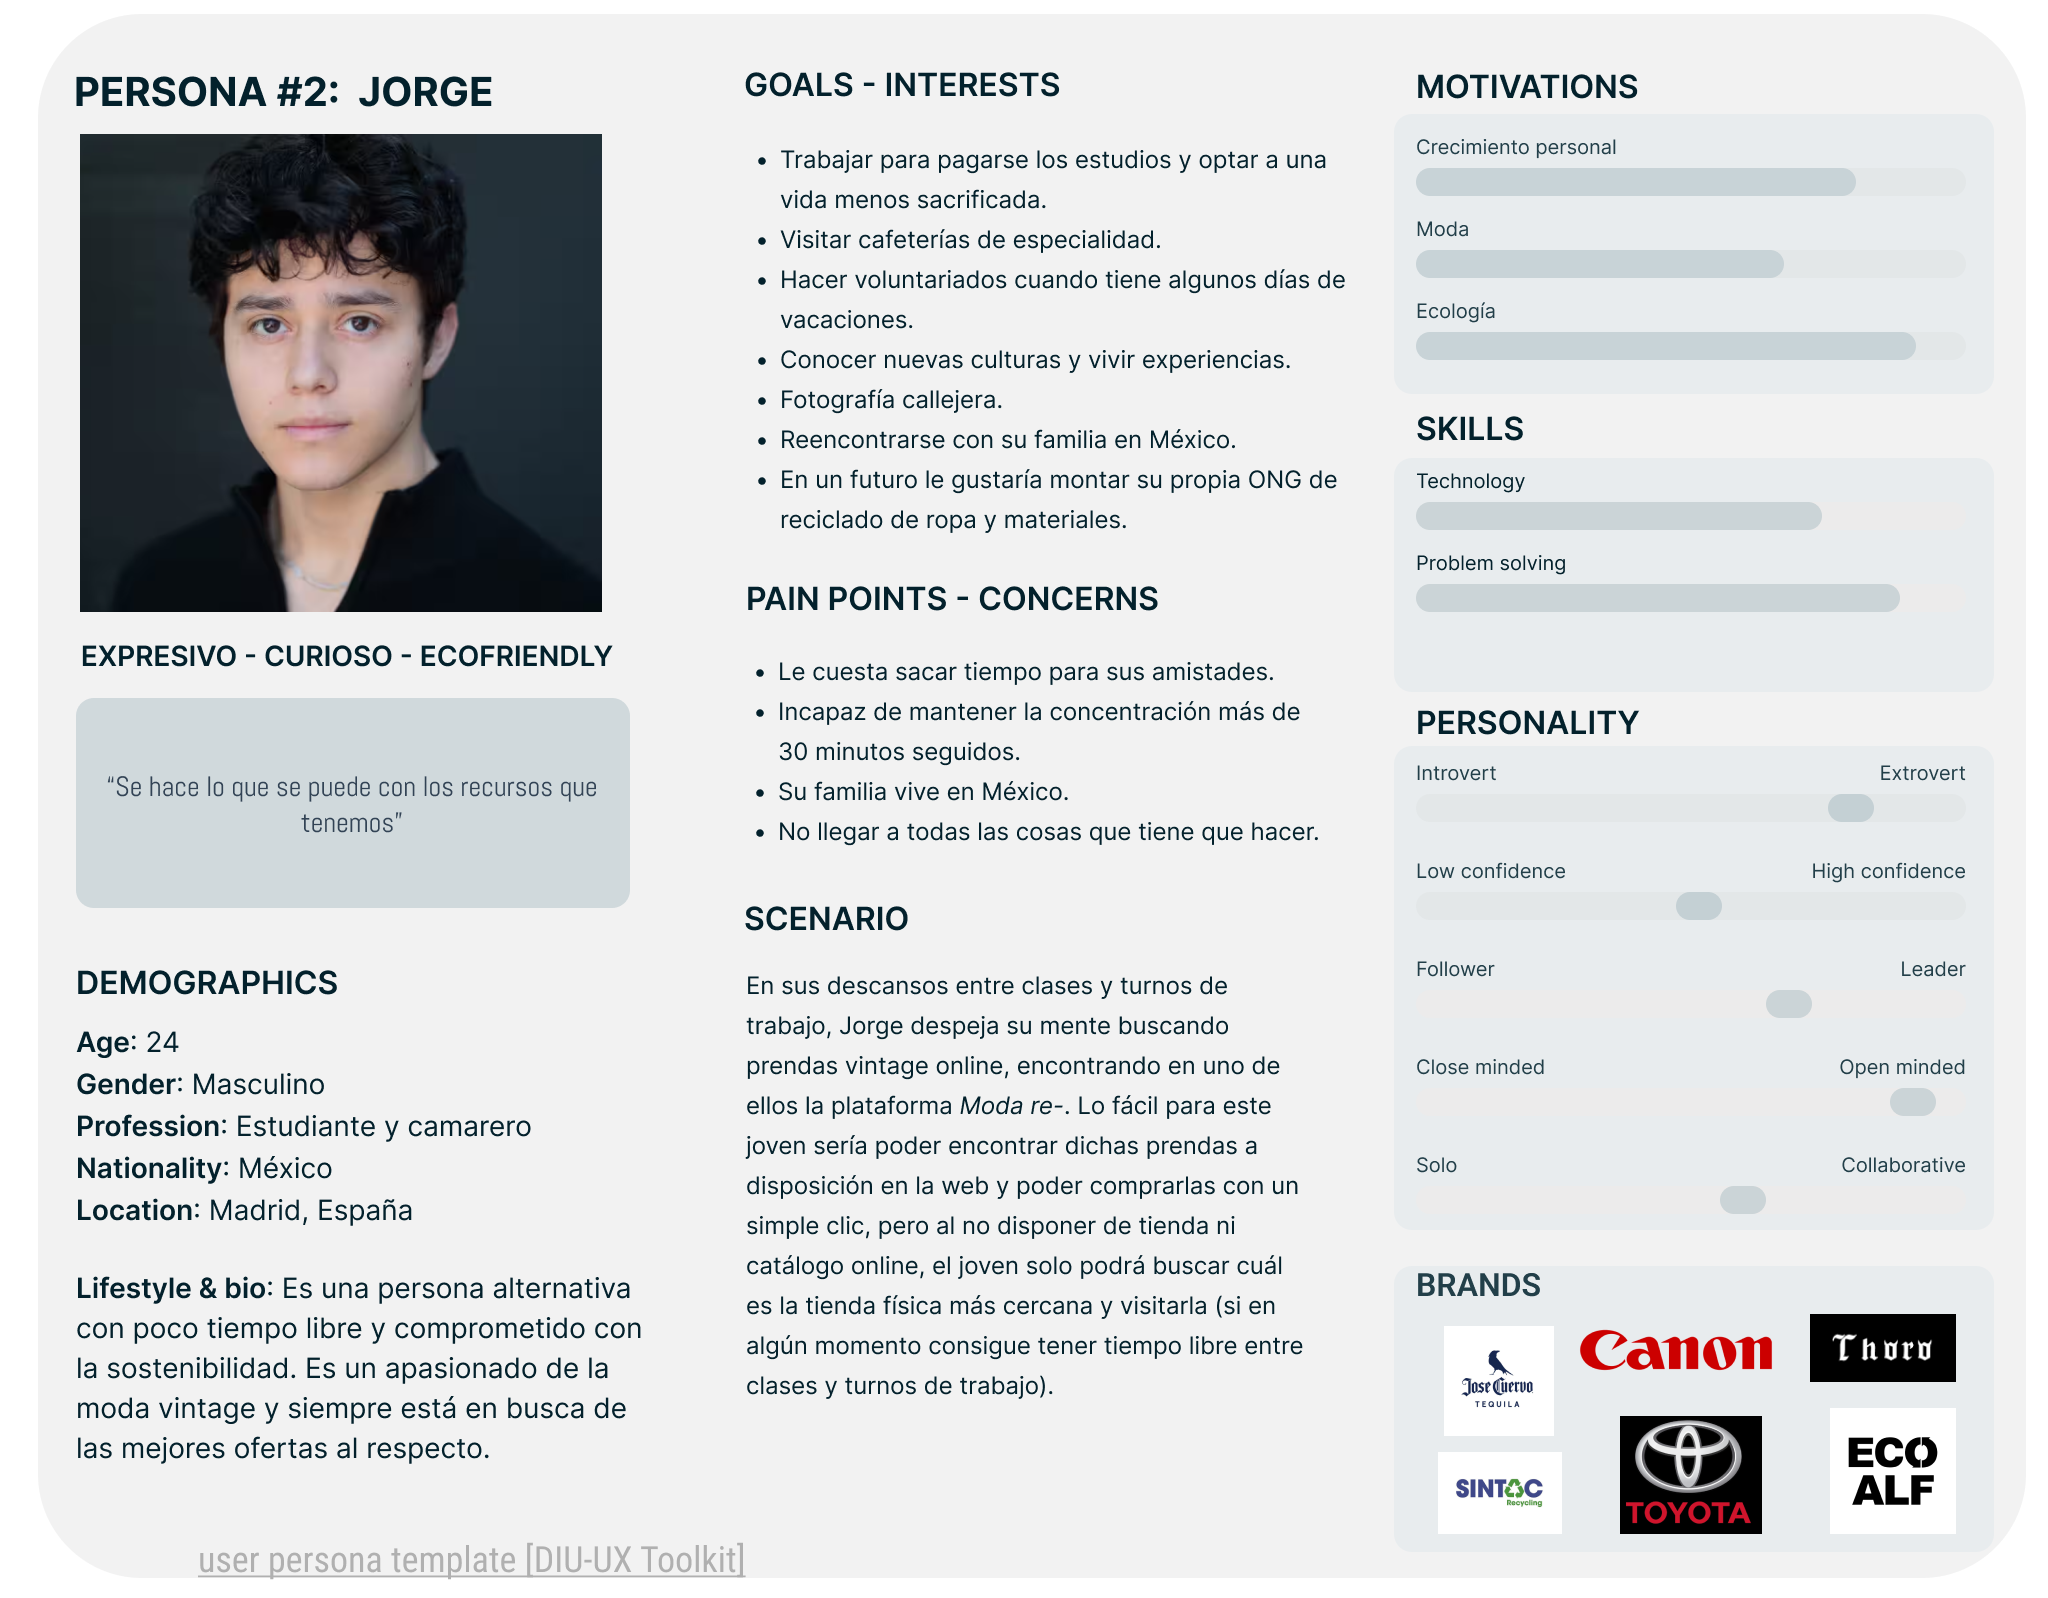 PERSONA #2: JORGE
EXPRESIVO - CURIOSO - ECOFRIENDLY
“Se hace lo que se puede con los recursos que
tenemos”
DEMOGRAPHICS
Age: 24
Gender: Masculino
Profession: Estudiante y camarero
Nationality: México
Location: Madrid, España
Lifestyle & bio: Es una persona alternativa
con poco tiempo libre y comprometido con
la sostenibilidad. Es un apasionado de la
moda vintage y siempre está en busca de
las mejores ofertas al respecto.
GOALS - INTERESTS
• Trabajar para pagarse los estudios y optar a una
vida menos sacrificada.
• Visitar cafeterías de especialidad.
• Hacer voluntariados cuando tiene algunos días de
vacaciones.
• Conocer nuevas culturas y vivir experiencias.
• Fotografía callejera.
• Reencontrarse con su familia en México.
• En un futuro le gustaría montar su propia ONG de
reciclado de ropa y materiales.
PAIN POINTS - CONCERNS
• Le cuesta sacar tiempo para sus amistades.
• Incapaz de mantener la concentración más de
30 minutos seguidos.
• Su familia vive en México.
• No llegar a todas las cosas que tiene que hacer.
SCENARIO
En sus descansos entre clases y turnos de
trabajo, Jorge despeja su mente buscando
prendas vintage online, encontrando en uno de
ellos la plataforma Moda re-. Lo fácil para este
joven sería poder encontrar dichas prendas a
disposición en la web y poder comprarlas con un
simple clic, pero al no disponer de tienda ni
catálogo online, el joven solo podrá buscar cuál
es la tienda física más cercana y visitarla (si en
algún momento consigue tener tiempo libre entre
clases y turnos de trabajo).
MOTIVATIONS
Crecimiento personal
Moda
Ecología
SKILLS
Technology
Problem solving
PERSONALITY
Introvert Extrovert
Low confidence High confidence
Follower Leader
Close minded Open minded
Solo Collaborative
BRANDS
Jose Cuervo
TEQUILA
Canon
Thoro
SINTAC
Recycling
TOYOTA
ECO
ALF
user persona template [DIU-UX Toolkit]